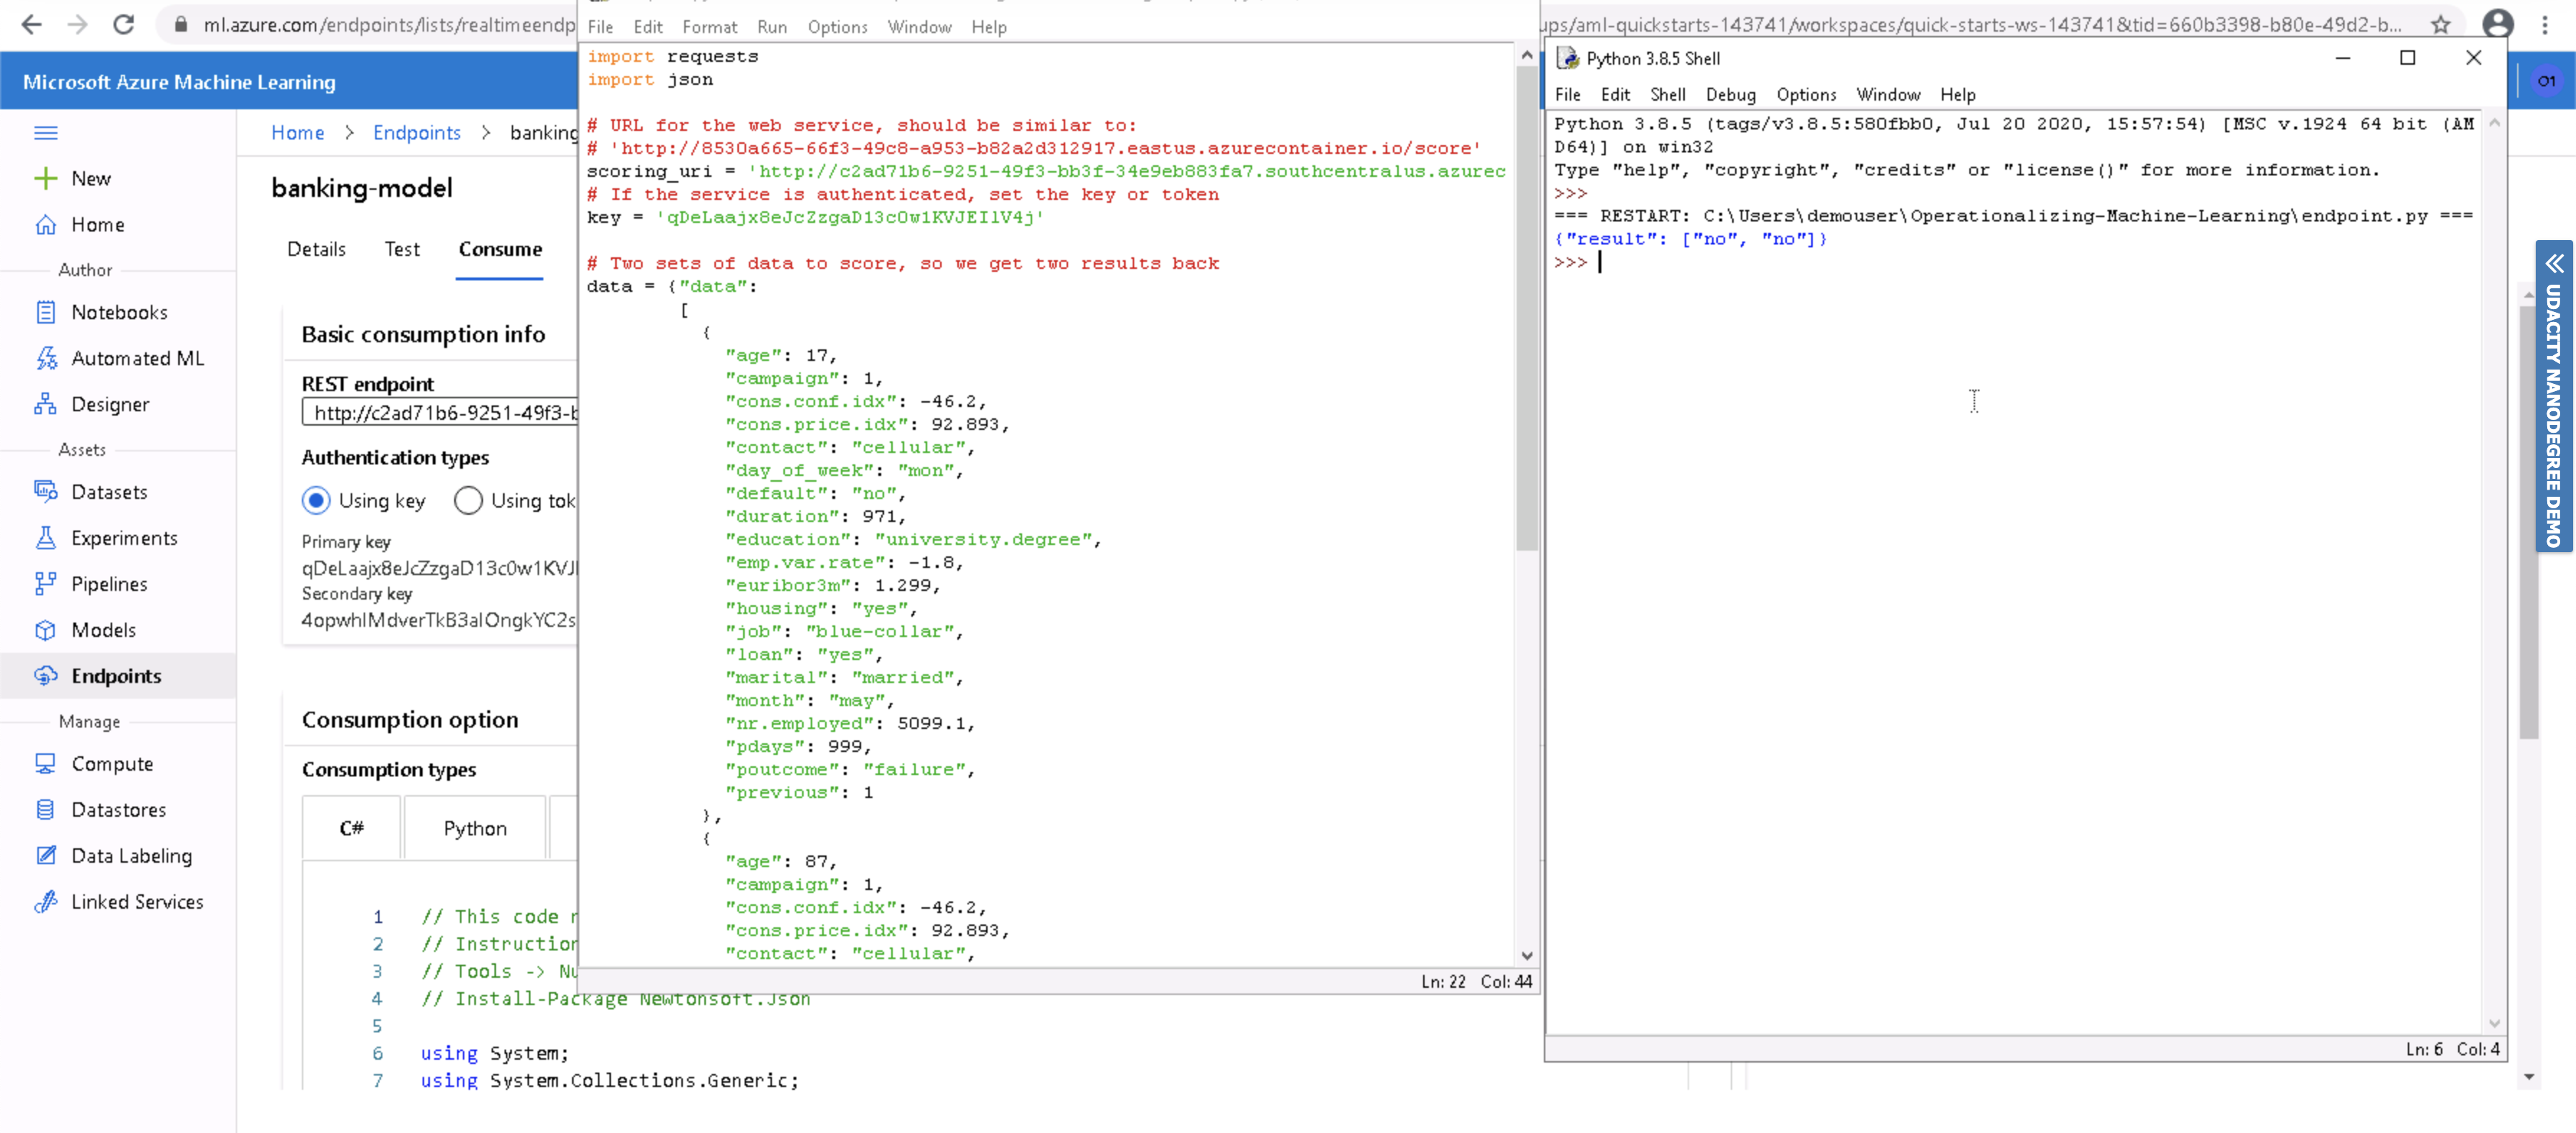 ml.azure.com/endpoints/lists/realtimeendp
ups/aml-quickstarts-143741/workspaces/quick-starts-ws-143741&tid=660b3398-b80e-49d2-b...
Microsoft Azure Machine Learning
01
New
Home
Author
Notebooks
Automated ML
Designer
Assets
Datasets
Experiments
Pipelines
Models
Endpoints
Manage
Compute
Datastores
Data Labeling
Linked Services
Home > Endpoints > banking
banking-model
Details Test Consume
Basic consumption info
REST endpoint
http://c2ad71b6-9251-49f3-b
Authentication types
Using key Using tok
Primary key
qDeLaajx8eJcZzgaD13c0w1KVJ
Secondary key
4opwhIMdverTkB3alOngkYC2s
Consumption option
Consumption types
C# Python
1 // This code r
2 // Instruction
3 // Tools -> Nu
4 // Install-Package Newtonsoft.Json
5
6 using System;
7 using System.Collections.Generic;
File Edit Format Run Options Window Help
import requests
import json
# URL for the web service, should be similar to:
# 'http://8530a665-66f3-49c8-a953-b82a2d312917.eastus.azurecontainer.io/score'
scoring_uri = 'http://c2ad71b6-9251-49f3-bb3f-34e9eb883fa7.southcentralus.azurec
# If the service is authenticated, set the key or token
key = 'qDeLaajx8eJcZzgaD13c0w1KVJEIlV4j'
# Two sets of data to score, so we get two results back
data = {"data":
[
{
"age": 17,
"campaign": 1,
"cons.conf.idx": -46.2,
"cons.price.idx": 92.893,
"contact": "cellular",
"day_of_week": "mon",
"default": "no",
"duration": 971,
"education": "university.degree",
"emp.var.rate": -1.8,
"euribor3m": 1.299,
"housing": "yes",
"job": "blue-collar",
"loan": "yes",
"marital": "married",
"month": "may",
"nr.employed": 5099.1,
"pdays": 999,
"poutcome": "failure",
"previous": 1
},
{
"age": 87,
"campaign": 1,
"cons.conf.idx": -46.2,
"cons.price.idx": 92.893,
"contact": "cellular",
Ln: 22 Col: 44
Python 3.8.5 Shell
File Edit Shell Debug Options Window Help
Python 3.8.5 (tags/v3.8.5:580fbb0, Jul 20 2020, 15:57:54) [MSC v.1924 64 bit (AM
D64)] on win32
Type "help", "copyright", "credits" or "license()" for more information.
>>>
=== RESTART: C:\Users\demouser\Operationalizing-Machine-Learning\endpoint.py ===
{"result": ["no", "no"]}
>>>
Ln: 6 Col: 4
UDACITY NANODEGREE DEMO